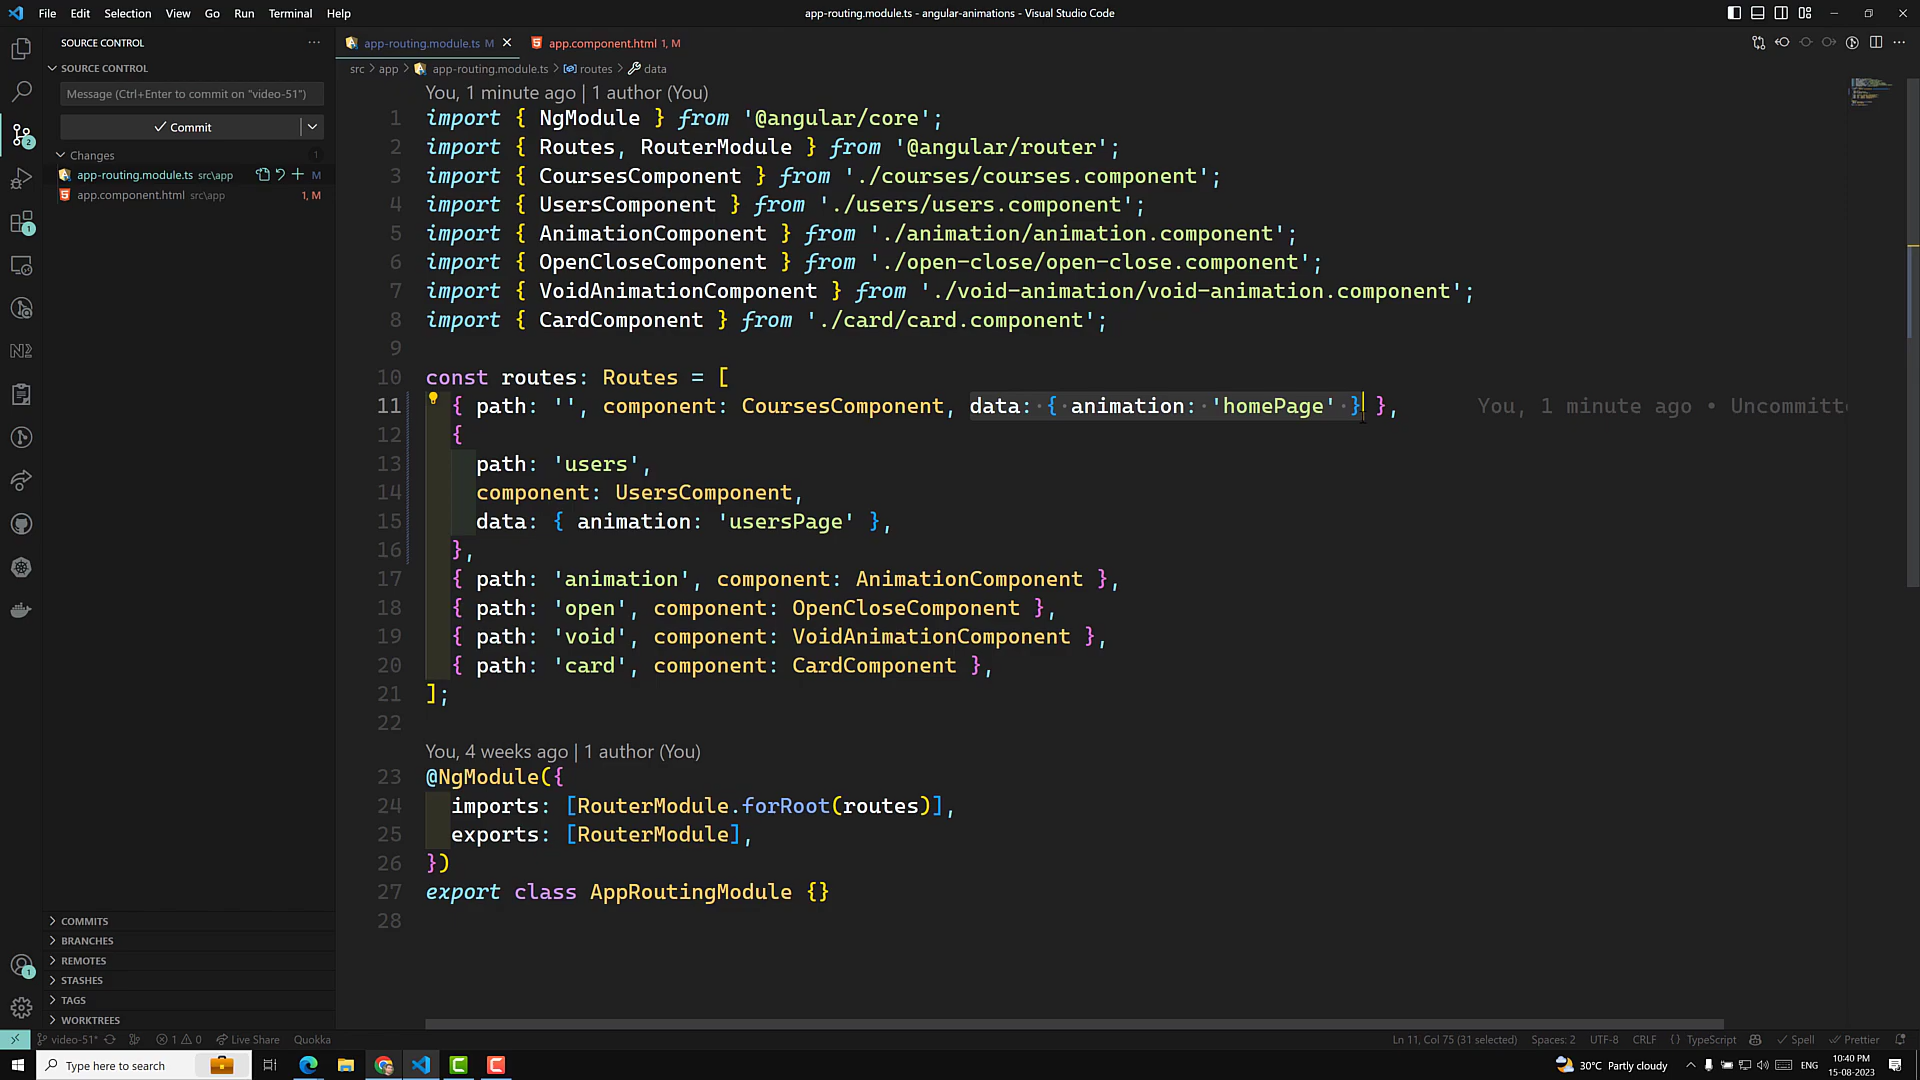 File Edit Selection View Go Run Terminal Help
app-routing.module.ts - angular-animations - Visual Studio Code
SOURCE CONTROL
SOURCE CONTROL
Message (Ctrl+Enter to commit on "video-51")
Commit
Changes 1
app-routing.module.ts src\app M
app.component.html src\app 1, M
COMMITS
BRANCHES
REMOTES
STASHES
TAGS
WORKTREES
app-routing.module.ts M
app.component.html 1, M
src > app > app-routing.module.ts > routes > data
You, 1 minute ago | 1 author (You)
1 import { NgModule } from '@angular/core';
2 import { Routes, RouterModule } from '@angular/router';
3 import { CoursesComponent } from './courses/courses.component';
4 import { UsersComponent } from './users/users.component';
5 import { AnimationComponent } from './animation/animation.component';
6 import { OpenCloseComponent } from './open-close/open-close.component';
7 import { VoidAnimationComponent } from './void-animation/void-animation.component';
8 import { CardComponent } from './card/card.component';
9
10 const routes: Routes = [
11 { path: '', component: CoursesComponent, data: { animation: 'homePage' } }, You, 1 minute ago • Uncommitt
12 {
13 path: 'users',
14 component: UsersComponent,
15 data: { animation: 'usersPage' },
16 },
17 { path: 'animation', component: AnimationComponent },
18 { path: 'open', component: OpenCloseComponent },
19 { path: 'void', component: VoidAnimationComponent },
20 { path: 'card', component: CardComponent },
21 ];
22
You, 4 weeks ago | 1 author (You)
23 @NgModule({
24 imports: [RouterModule.forRoot(routes)],
25 exports: [RouterModule],
26 })
27 export class AppRoutingModule {}
28
video-51* 1 0 Live Share Quokka
Ln 11, Col 75 (31 selected) Spaces: 2 UTF-8 CRLF { } TypeScript Spell Prettier
Type here to search
30°C Partly cloudy ENG
10:40 PM
15-08-2023